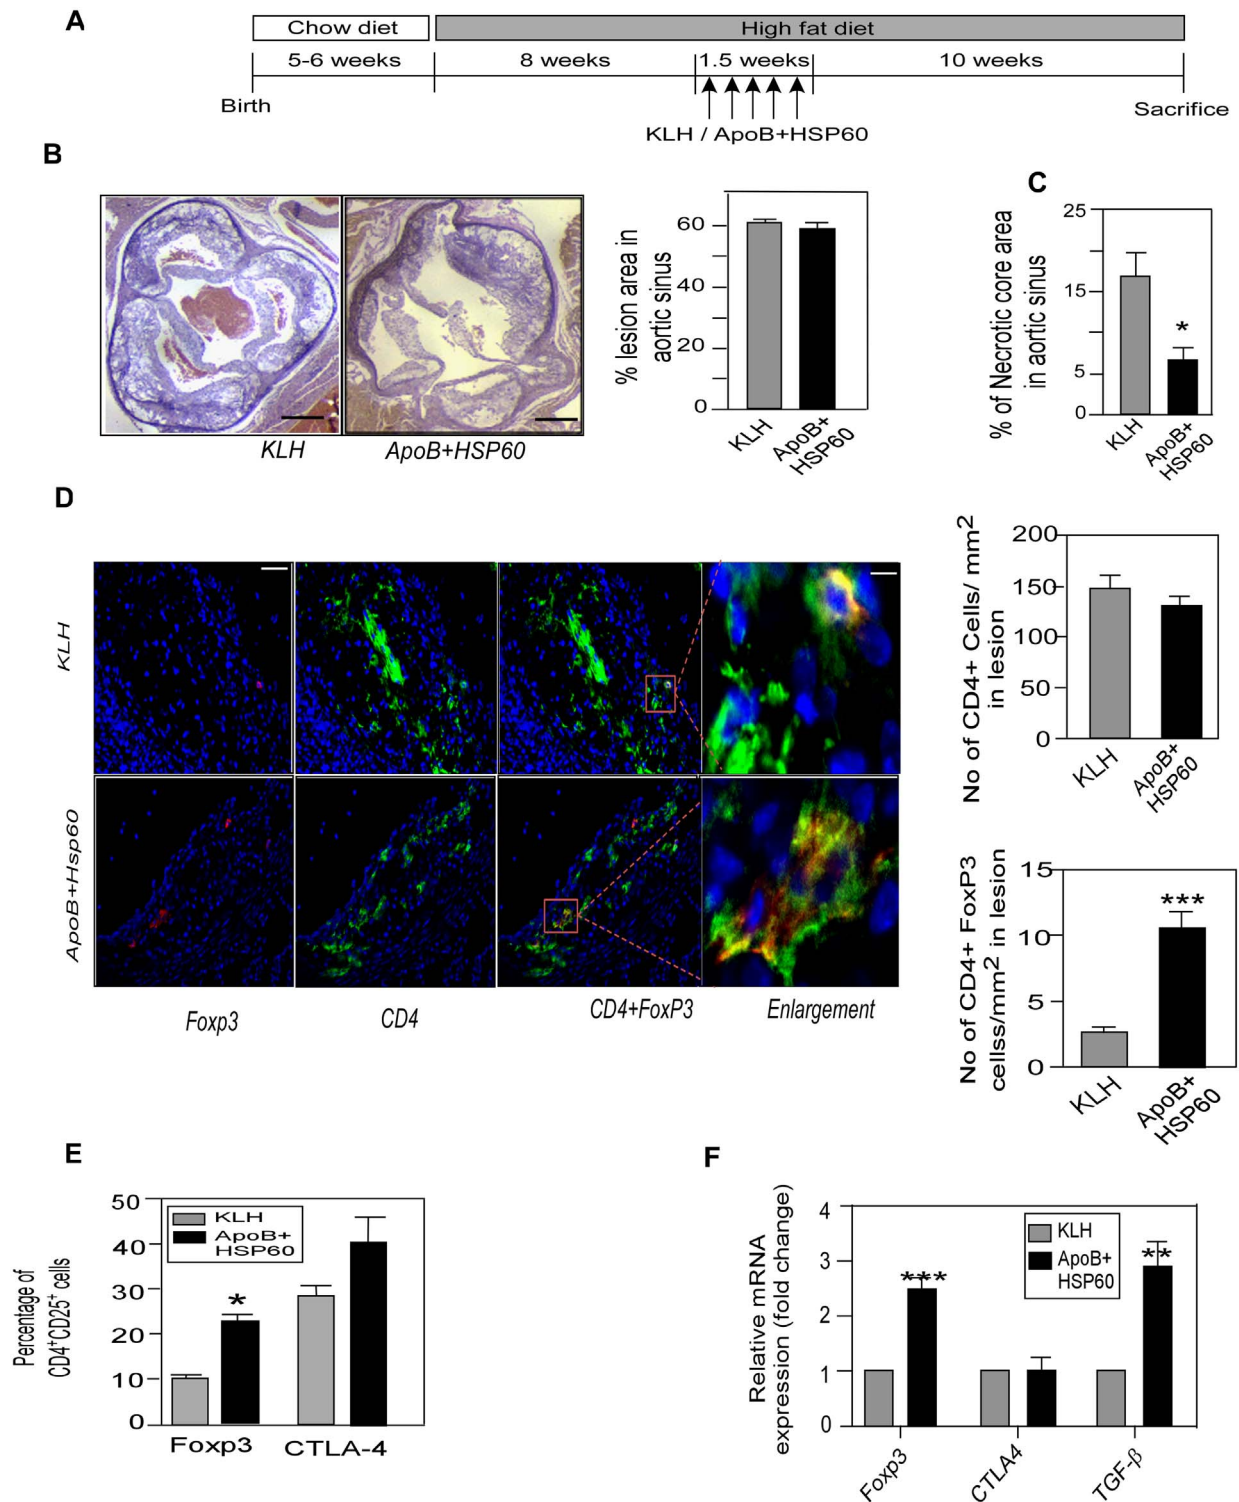 A
Chow diet
High fat diet
5-6 weeks
8 weeks
1.5 weeks
10 weeks
Birth
Sacrifice
KLH / ApoB+HSP60
B
KLH
ApoB+HSP60
% lesion area in
aortic sinus
60
40
20
0
KLH
ApoB+
HSP60
C
% of Necrotic core area
in aortic sinus
25
15
5
0
*
KLH
ApoB+
HSP60
D
KLH
ApoB+Hsp60
Foxp3
CD4
CD4+FoxP3
Enlargement
No of CD4+ Cells/ mm2
in lesion
200
150
100
50
0
KLH
ApoB+
HSP60
No of CD4+ FoxP3
cellss/mm2 in lesion
15
10
5
0
***
KLH
ApoB+
HSP60
E
Percentage of
CD4+CD25+ cells
50
40
30
20
10
0
KLH
ApoB+
HSP60
*
Foxp3
CTLA-4
F
Relative mRNA
expression (fold change)
4
3
2
1
0
KLH
ApoB+
HSP60
***
**
Foxp3
CTLA4
TGF-β